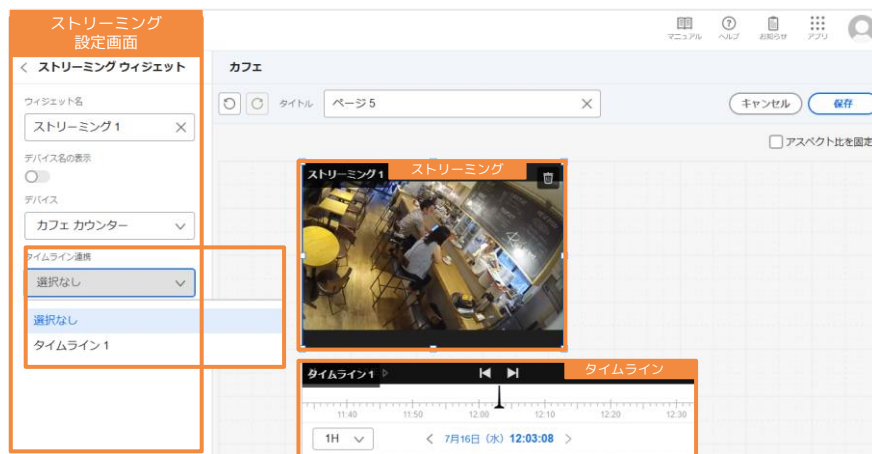 ストリーミング
設定画面
マニュアル
ヘルプ
お知らせ
アプリ
< ストリーミング ウィジェット
カフェ
ウィジェット名
ストリーミング 1
デバイス名の表示
デバイス
カフェ カウンター
タイムライン連携
選択なし
選択なし
タイムライン 1
タイトル
ページ 5
キャンセル
保存
アスペクト比を固定
ストリーミング 1
ストリーミング
タイムライン 1
タイムライン
11:40 11:50 12:00 12:10 12:20 12:30
1H
< 7月16日（水）12:03:08 >